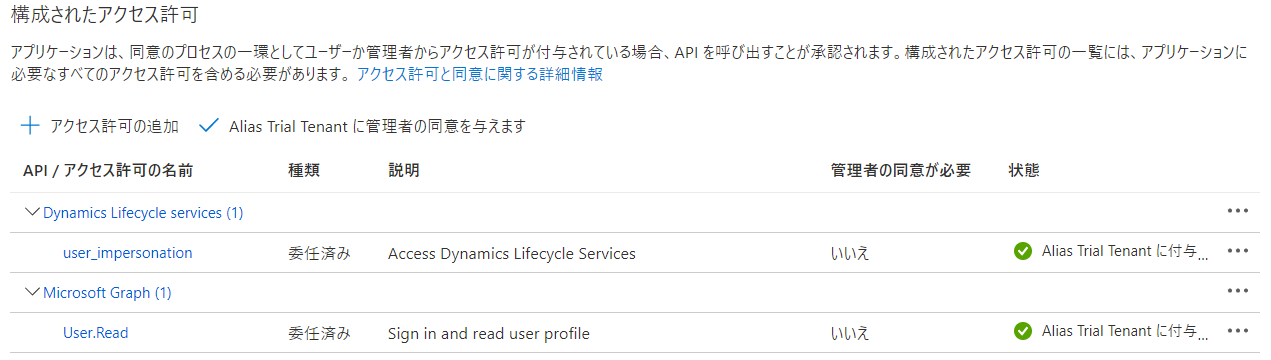 構成されたアクセス許可
アプリケーションは、同意のプロセスの一環としてユーザーか管理者からアクセス許可が付与されている場合、API を呼び出すことが承認されます。構成されたアクセス許可の一覧には、アプリケーションに
必要なすべてのアクセス許可を含める必要があります。 アクセス許可と同意に関する詳細情報
アクセス許可の追加 Alias Trial Tenant に管理者の同意を与えます
API / アクセス許可の名前 種類 説明 管理者の同意が必要 状態
Dynamics Lifecycle services (1)
user_impersonation 委任済み Access Dynamics Lifecycle Services いいえ Alias Trial Tenant に付与...
Microsoft Graph (1)
User.Read 委任済み Sign in and read user profile いいえ Alias Trial Tenant に付与...